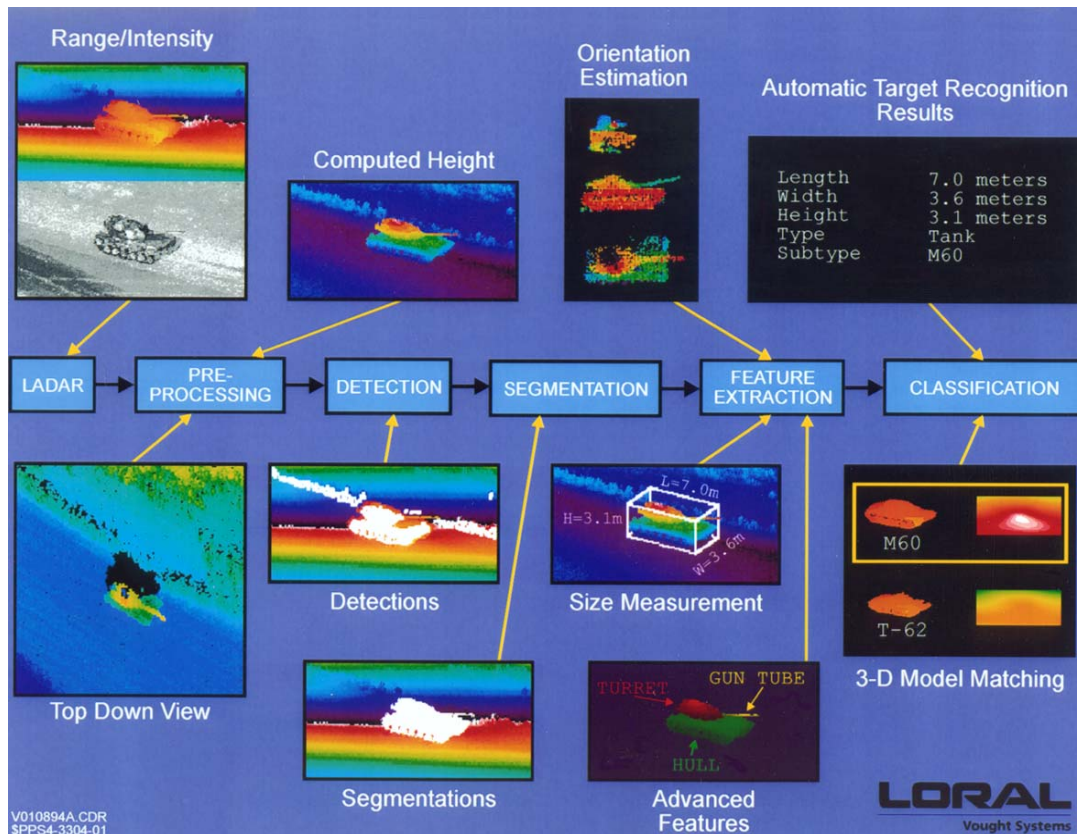 Range/Intensity
Orientation
Estimation
Automatic Target Recognition
Results
Computed Height
Length 7.0 meters
Width 3.6 meters
Height 3.1 meters
Type Tank
Subtype M60
LADAR
PRE-
PROCESSING
DETECTION
SEGMENTATION
FEATURE
EXTRACTION
CLASSIFICATION
Top Down View
Detections
Segmentations
L=7.0m
H=3.1m
W=3.6m
Size Measurement
TURRET
GUN TUBE
HULL
Advanced
Features
M60
T-62
3-D Model Matching
V010894A.CDR
$PPS4-3304-01
LORAL
Vought Systems